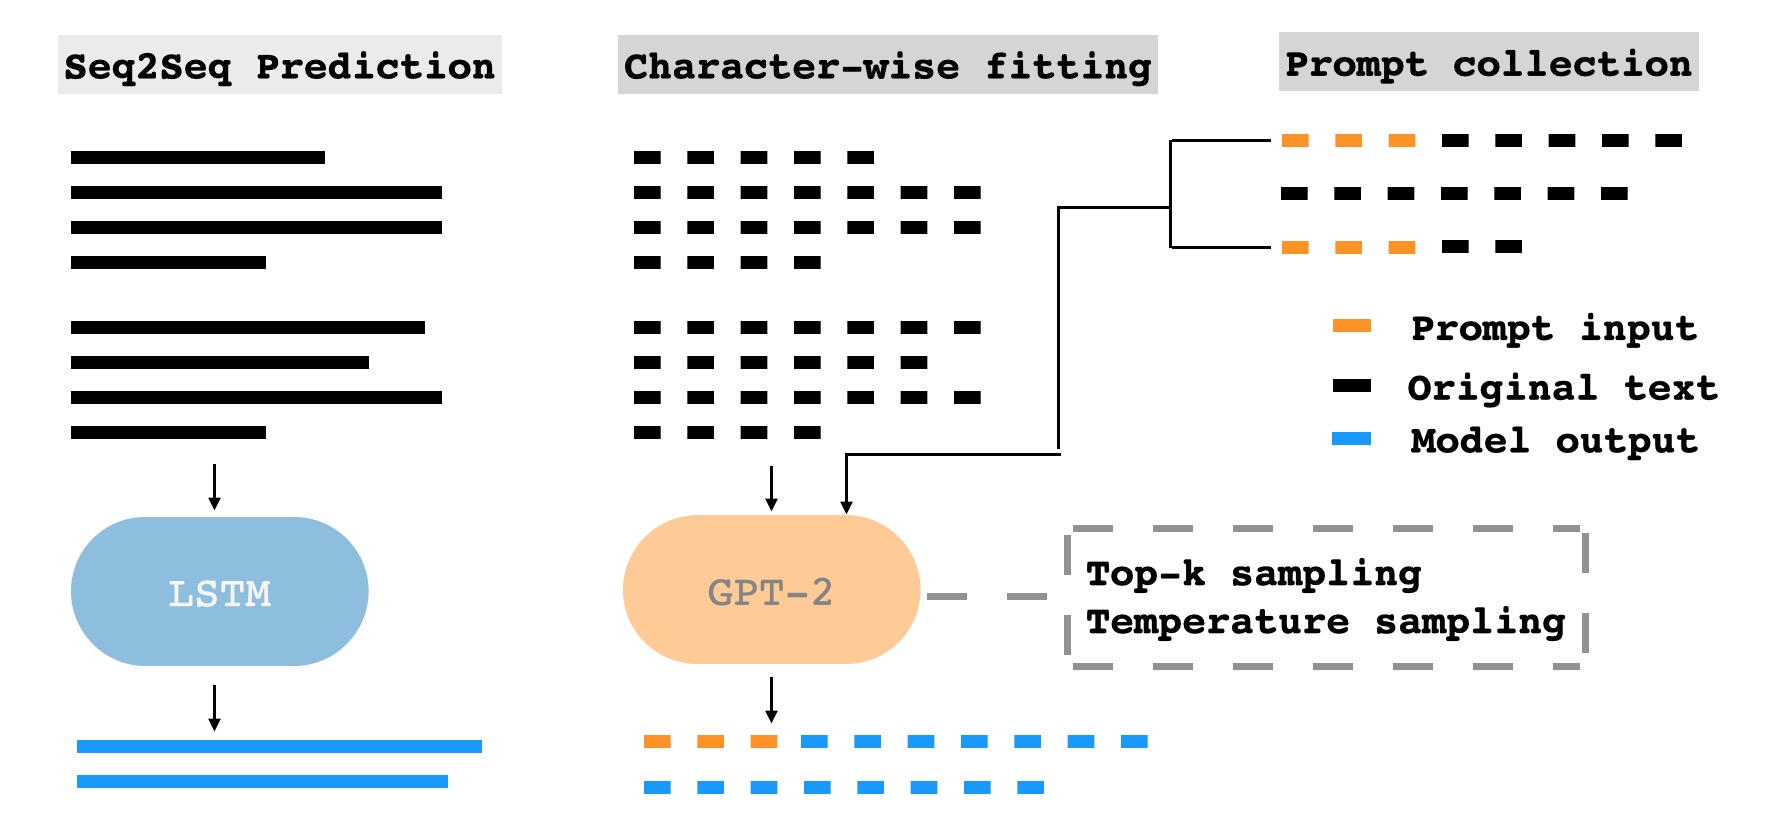 Seq2Seq Prediction
Character-wise fitting
Prompt collection
Prompt input
Original text
Model output
LSTM
GPT-2
Top-k sampling
Temperature sampling